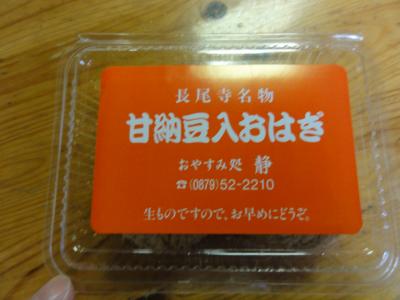 長尾寺名物
甘納豆入おはぎ
おやすみ処 静
☎(0879)52-2210
生ものですので、お早めにどうぞ。